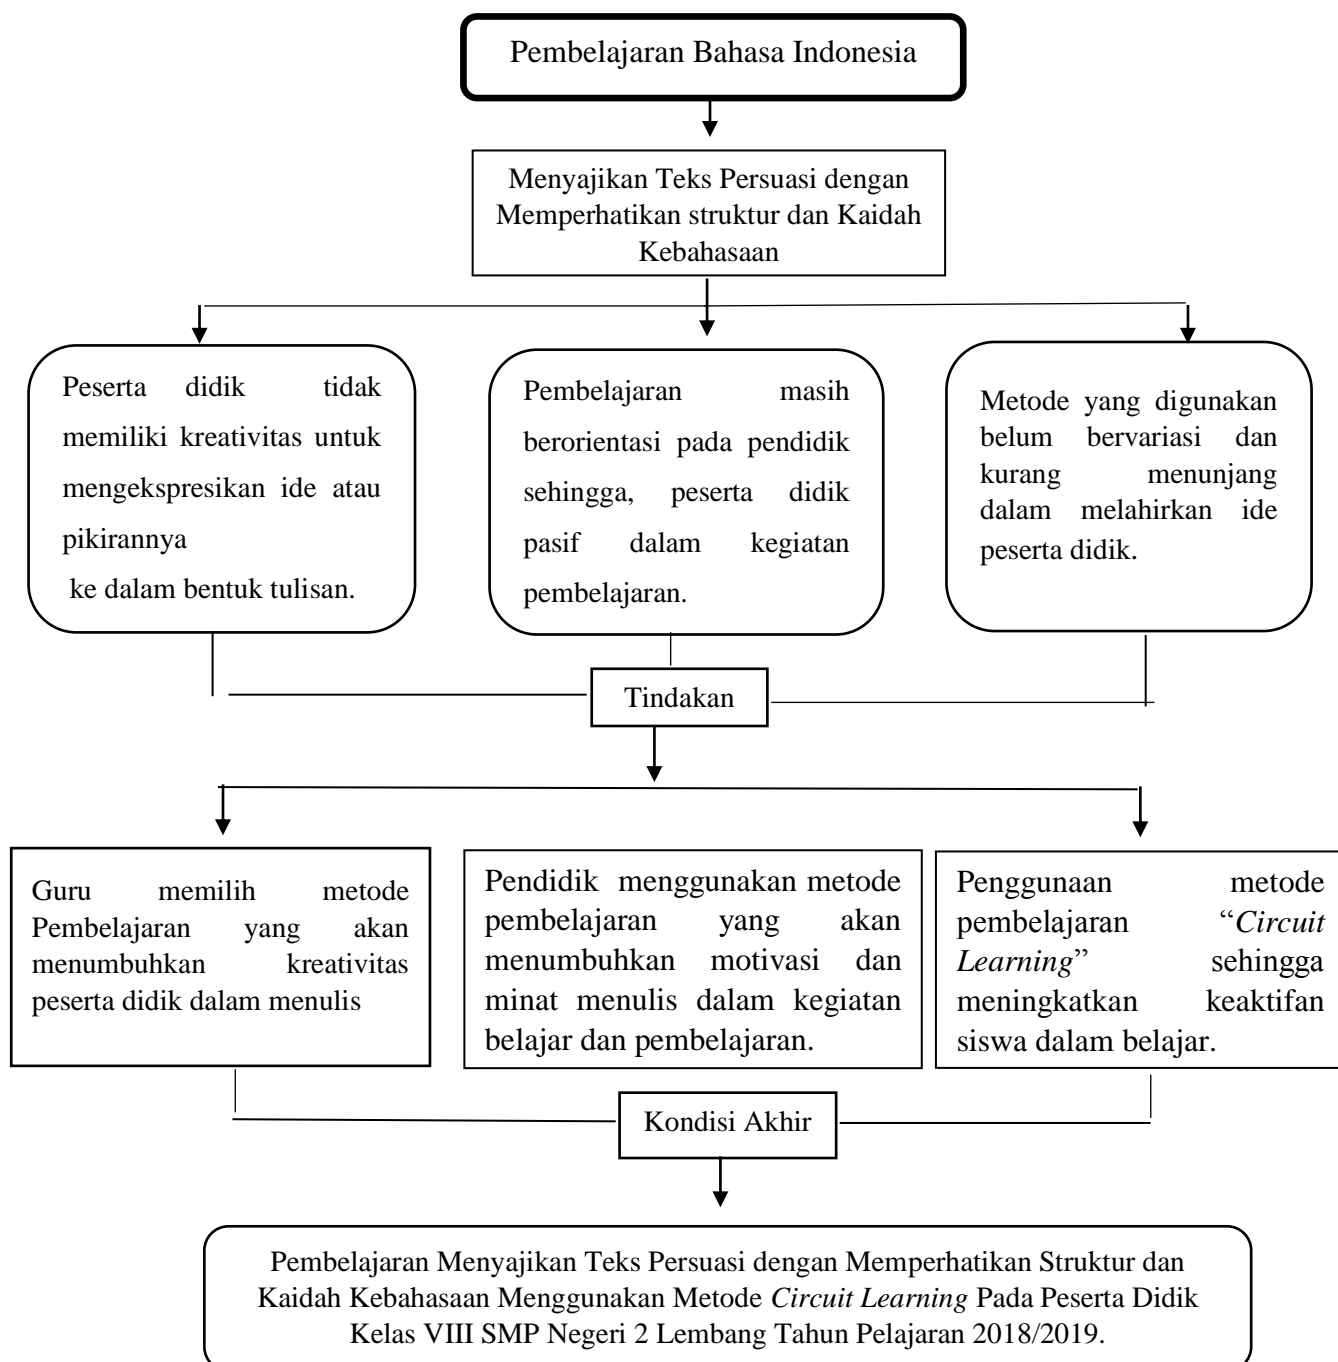 Pembelajaran Bahasa Indonesia
Menyajikan Teks Persuasi dengan
Memperhatikan struktur dan Kaidah
Kebahasaan
Peserta didik tidak
memiliki kreativitas untuk
mengekspresikan ide atau
pikirannya
ke dalam bentuk tulisan.
Pembelajaran masih
berorientasi pada pendidik
sehingga, peserta didik
pasif dalam kegiatan
pembelajaran.
Metode yang digunakan
belum bervariasi dan
kurang menunjang
dalam melahirkan ide
peserta didik.
Tindakan
Guru memilih metode
Pembelajaran yang akan
menumbuhkan kreativitas
peserta didik dalam menulis
Pendidik menggunakan metode
pembelajaran yang akan
menumbuhkan motivasi dan
minat menulis dalam kegiatan
belajar dan pembelajaran.
Penggunaan metode
pembelajaran “Circuit
Learning” sehingga
meningkatkan keaktifan
siswa dalam belajar.
Kondisi Akhir
Pembelajaran Menyajikan Teks Persuasi dengan Memperhatikan Struktur dan
Kaidah Kebahasaan Menggunakan Metode Circuit Learning Pada Peserta Didik
Kelas VIII SMP Negeri 2 Lembang Tahun Pelajaran 2018/2019.